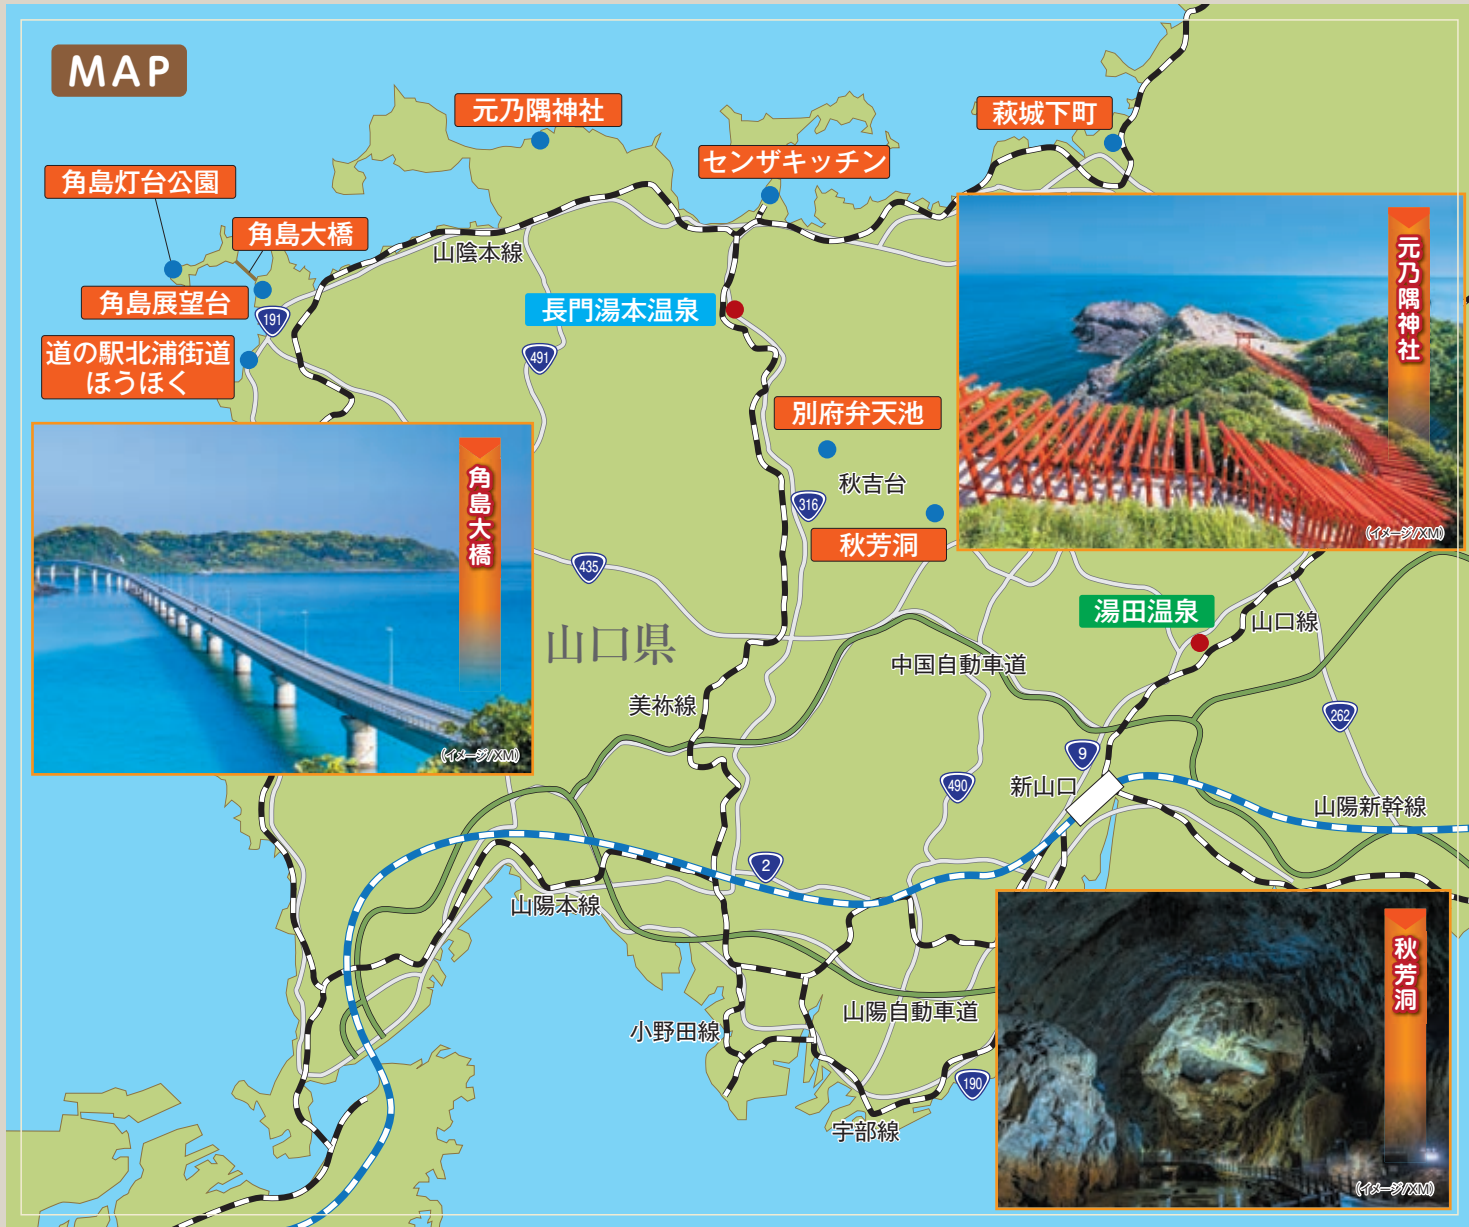 MAP
元乃隅神社
萩城下町
センザキッチン
角島灯台公園
角島大橋
山陰本線
元乃隅神社
角島展望台
長門湯本温泉
191
道の駅北浦街道
ほうほく
491
別府弁天池
秋吉台
角島大橋
316
秋芳洞
(イメージ/XM)
435
湯田温泉
山口線
山口県
中国自動車道
美祢線
262
(イメージ/XM)
9
490
新山口
山陽新幹線
2
山陽本線
秋芳洞
山陽自動車道
小野田線
190
宇部線
(イメージ/XM)